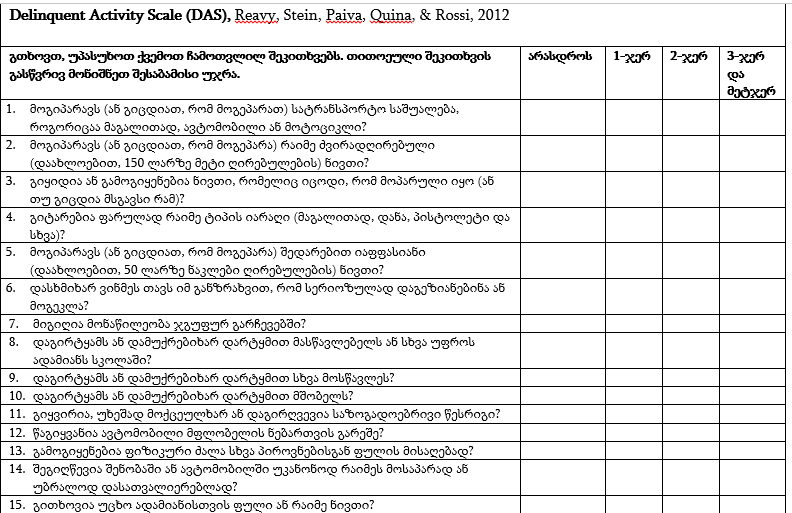 Delinquent Activity Scale (DAS), Reavy, Stein, Paiva, Quina, & Rossi, 2012
გთხოვთ, უპასუხოთ ქვემოთ ჩამოთვლილ შეკითხვებს. თითოეული შეკითხვის არასდროს 1-ჯერ 2-ჯერ 3-ჯერ
გასწვრივ მონიშნეთ შესაბამისი უჯრა. და
მეტჯერ
1. მოგიპარავს (ან გიცდიათ, რომ მოგეპარათ) სატრანსპორტო საშუალება,
როგორიცაა მაგალითად, ავტომობილი ან მოტოციკლი?
2. მოგიპარავს (ან გიცდიათ, რომ მოგეპარა) რაიმე ძვირადღირებული
(დაახლოებით, 150 ლარზე მეტი ღირებულების) ნივთი?
3. გიყიდია ან გამოგიყენებია ნივთი, რომელიც იცოდი, რომ მოპარული იყო (ან
თუ გიცდია მსგავსი რამ)?
4. გიტარებია ფარულად რაიმე ტიპის იარაღი (მაგალითად, დანა, პისტოლეტი და
სხვა)?
5. მოგიპარავს (ან გიცდიათ, რომ მოგეპარა) შედარებით იაფფასიანი
(დაახლოებით, 50 ლარზე ნაკლები ღირებულების) ნივთი?
6. დასხმიხარ ვინმეს თავს იმ განზრახვით, რომ სერიოზულად დაგეზიანებინა ან
მოგეკლა?
7. მიგიღია მონაწილეობა ჯგუფურ გარჩევებში?
8. დაგირტყამს ან დამუქრებიხარ დარტყმით მასწავლებელს ან სხვა უფროს
ადამიანს სკოლაში?
9. დაგირტყამს ან დამუქრებიხარ დარტყმით სხვა მოსწავლეს?
10. დაგირტყამს ან დამუქრებიხარ დარტყმით მშობელს?
11. გიყვირია, უხეშად მოქცეულხარ ან დაგირღვევია საზოგადოებრივი წესრიგი?
12. წაგიყვანია ავტომობილი მფლობელის ნებართვის გარეშე?
13. გამოგიყენებია ფიზიკური ძალა სხვა პიროვნებისგან ფულის მისაღებად?
14. შეგიღწევია შენობაში ან ავტომობილში უკანონოდ რაიმეს მოსაპარად ან
უბრალოდ დასათვალიერებლად?
15. გითხოვია უცხო ადამიანისთვის ფული ან რაიმე ნივთი?